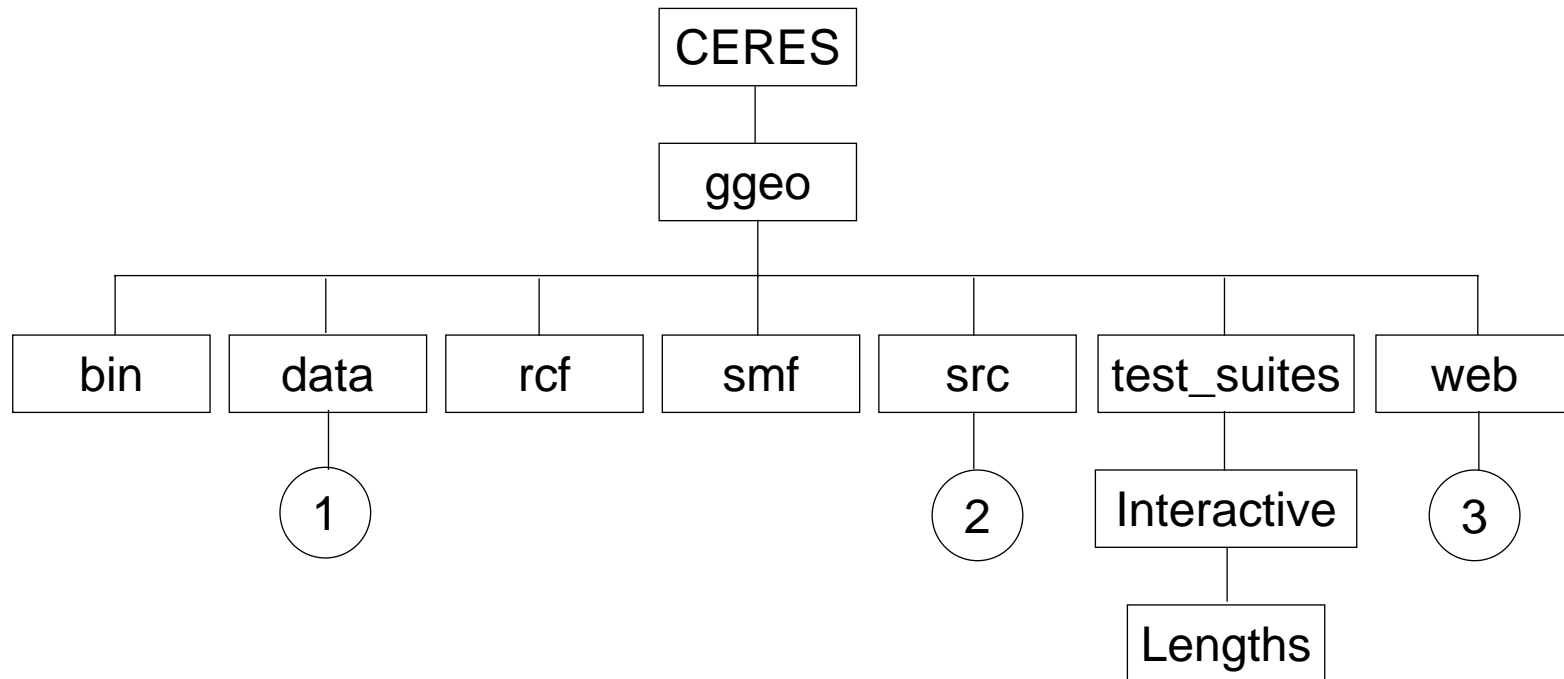 CERES
ggeo
bin data rcf smf src test_suites web
1 2 Interactive 3
Lengths